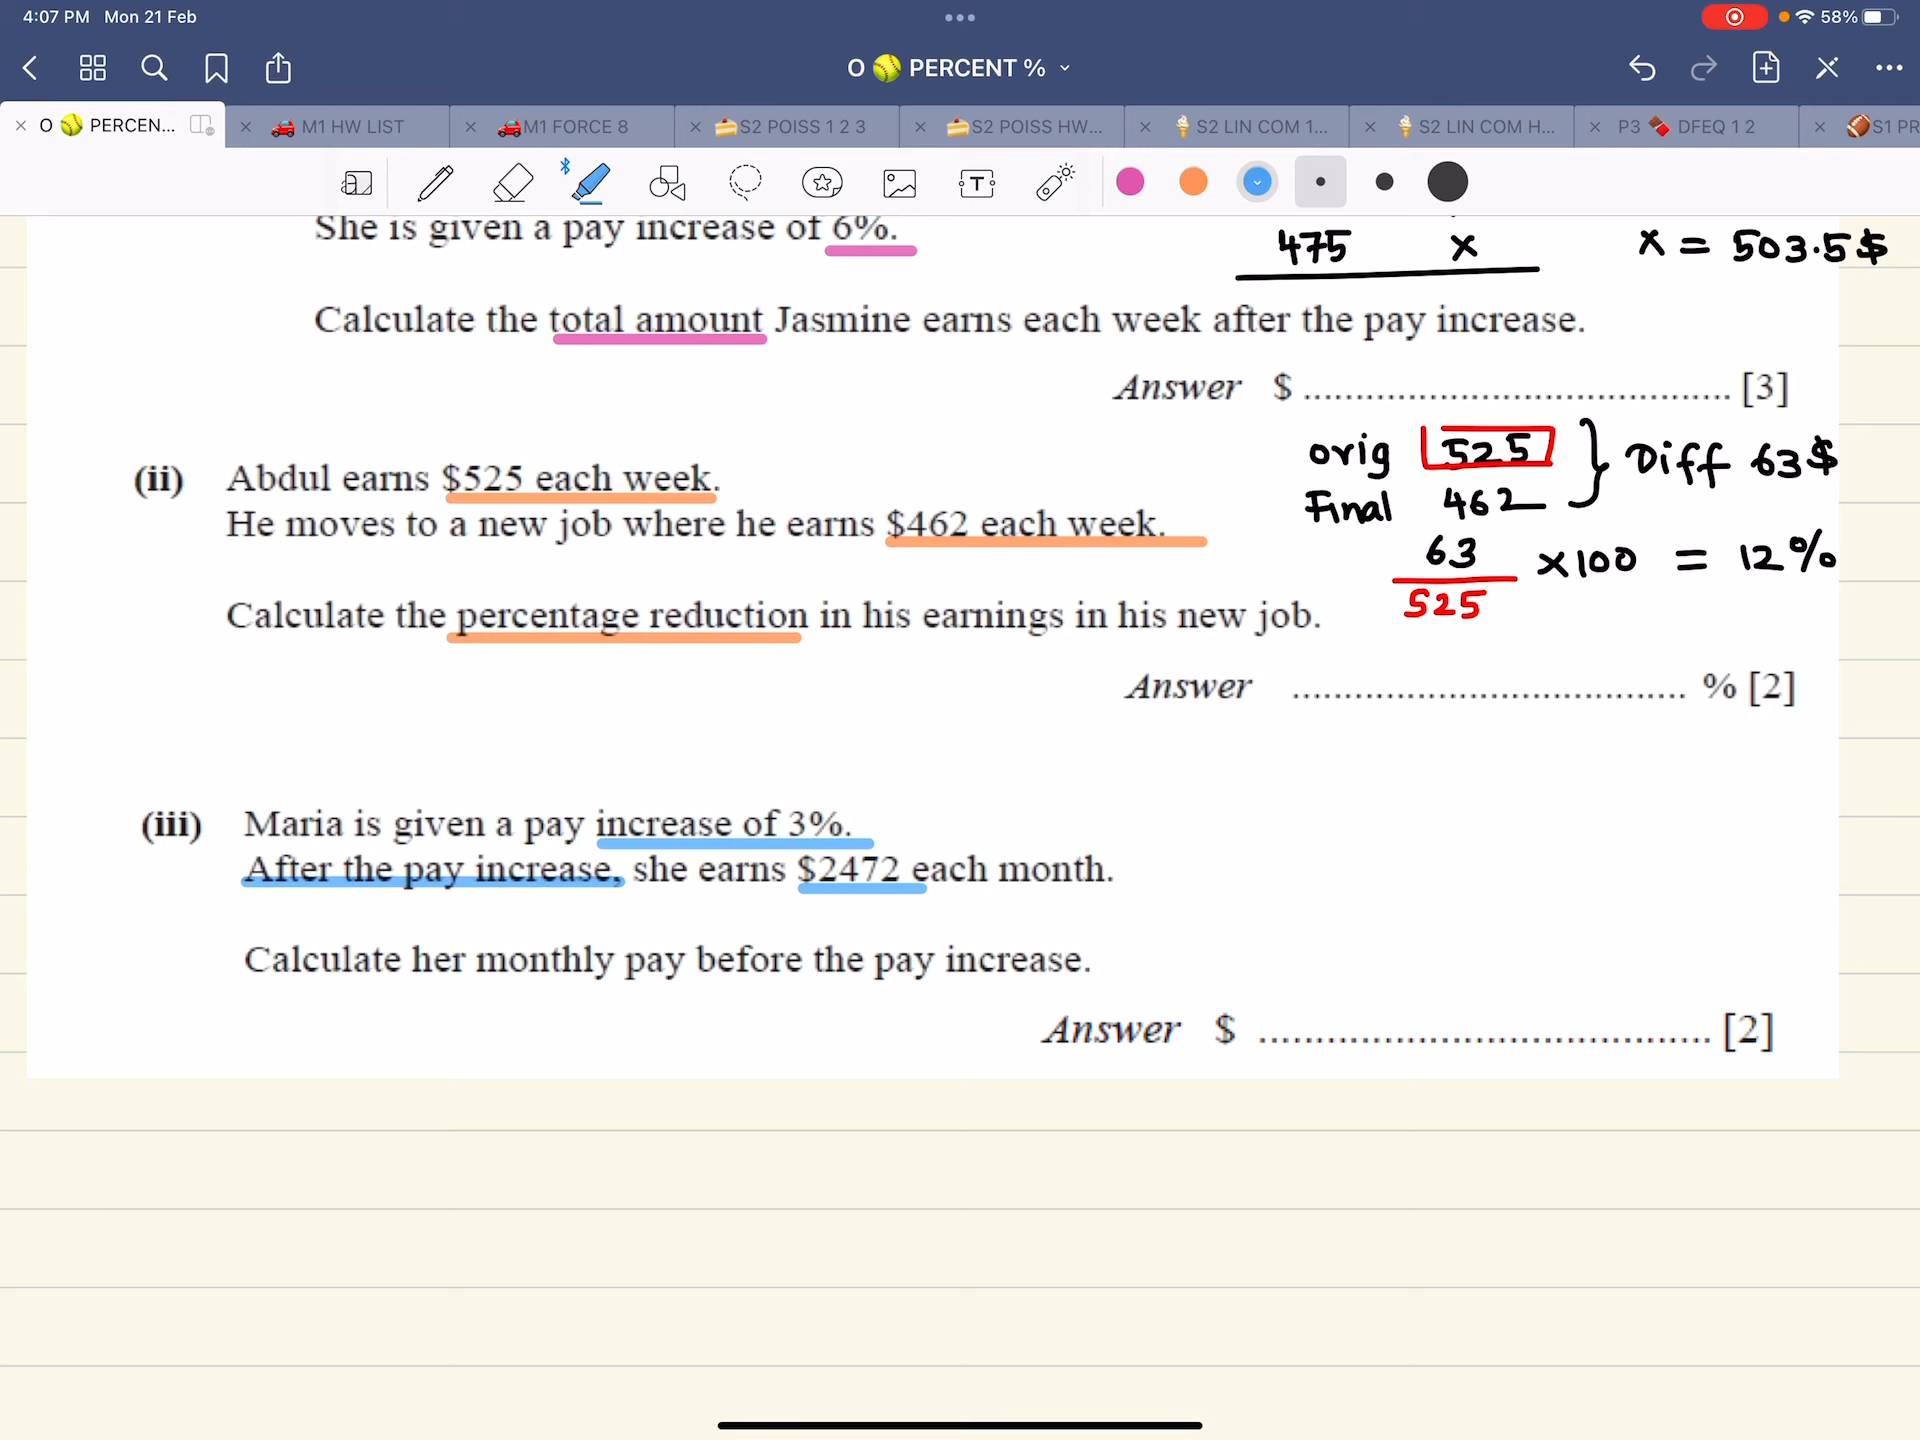 4:07 PM Mon 21 Feb
58%
O 🥎 PERCENT %
O 🥎 PERCEN...
M1 HW LIST
M1 FORCE 8
S2 POISS 1 2 3
S2 POISS HW...
S2 LIN COM 1...
S2 LIN COM H...
P3 🍫 DFEQ 1 2
S1 PR
She is given a pay increase of 6%.
475 x x = 503.5$
Calculate the total amount Jasmine earns each week after the pay increase.
Answer $ ........................................ [3]
orig 525 } Diff 63$
Final 462
(ii) Abdul earns $525 each week.
He moves to a new job where he earns $462 each week.
63 / 525 × 100 = 12%
Calculate the percentage reduction in his earnings in his new job.
Answer ...................................... % [2]
(iii) Maria is given a pay increase of 3%.
After the pay increase, she earns $2472 each month.
Calculate her monthly pay before the pay increase.
Answer $ ........................................... [2]